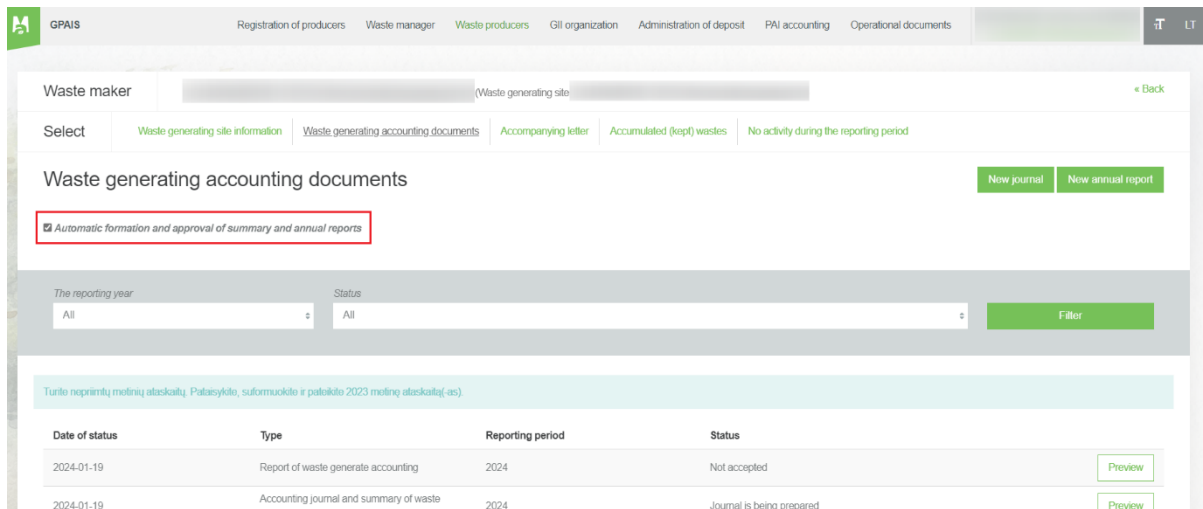 GPAIS Registration of producers Waste manager Waste producers GII organization Administration of deposit PAI accounting Operational documents LT
Waste maker (Waste generating site « Back
Select Waste generating site information Waste generating accounting documents Accompanying letter Accumulated (kept) wastes No activity during the reporting period
Waste generating accounting documents New journal New annual report
Automatic formation and approval of summary and annual reports
The reporting year Status
All All Filter
Turite nepriimtų metinių ataskaitų. Pataisykite, suformuokite ir pateikite 2023 metinę ataskaitą(-as).
Date of status Type Reporting period Status
2024-01-19 Report of waste generate accounting 2024 Not accepted Preview
Accounting journal and summary of waste
2024-01-19 2024 Journal is being prepared Preview